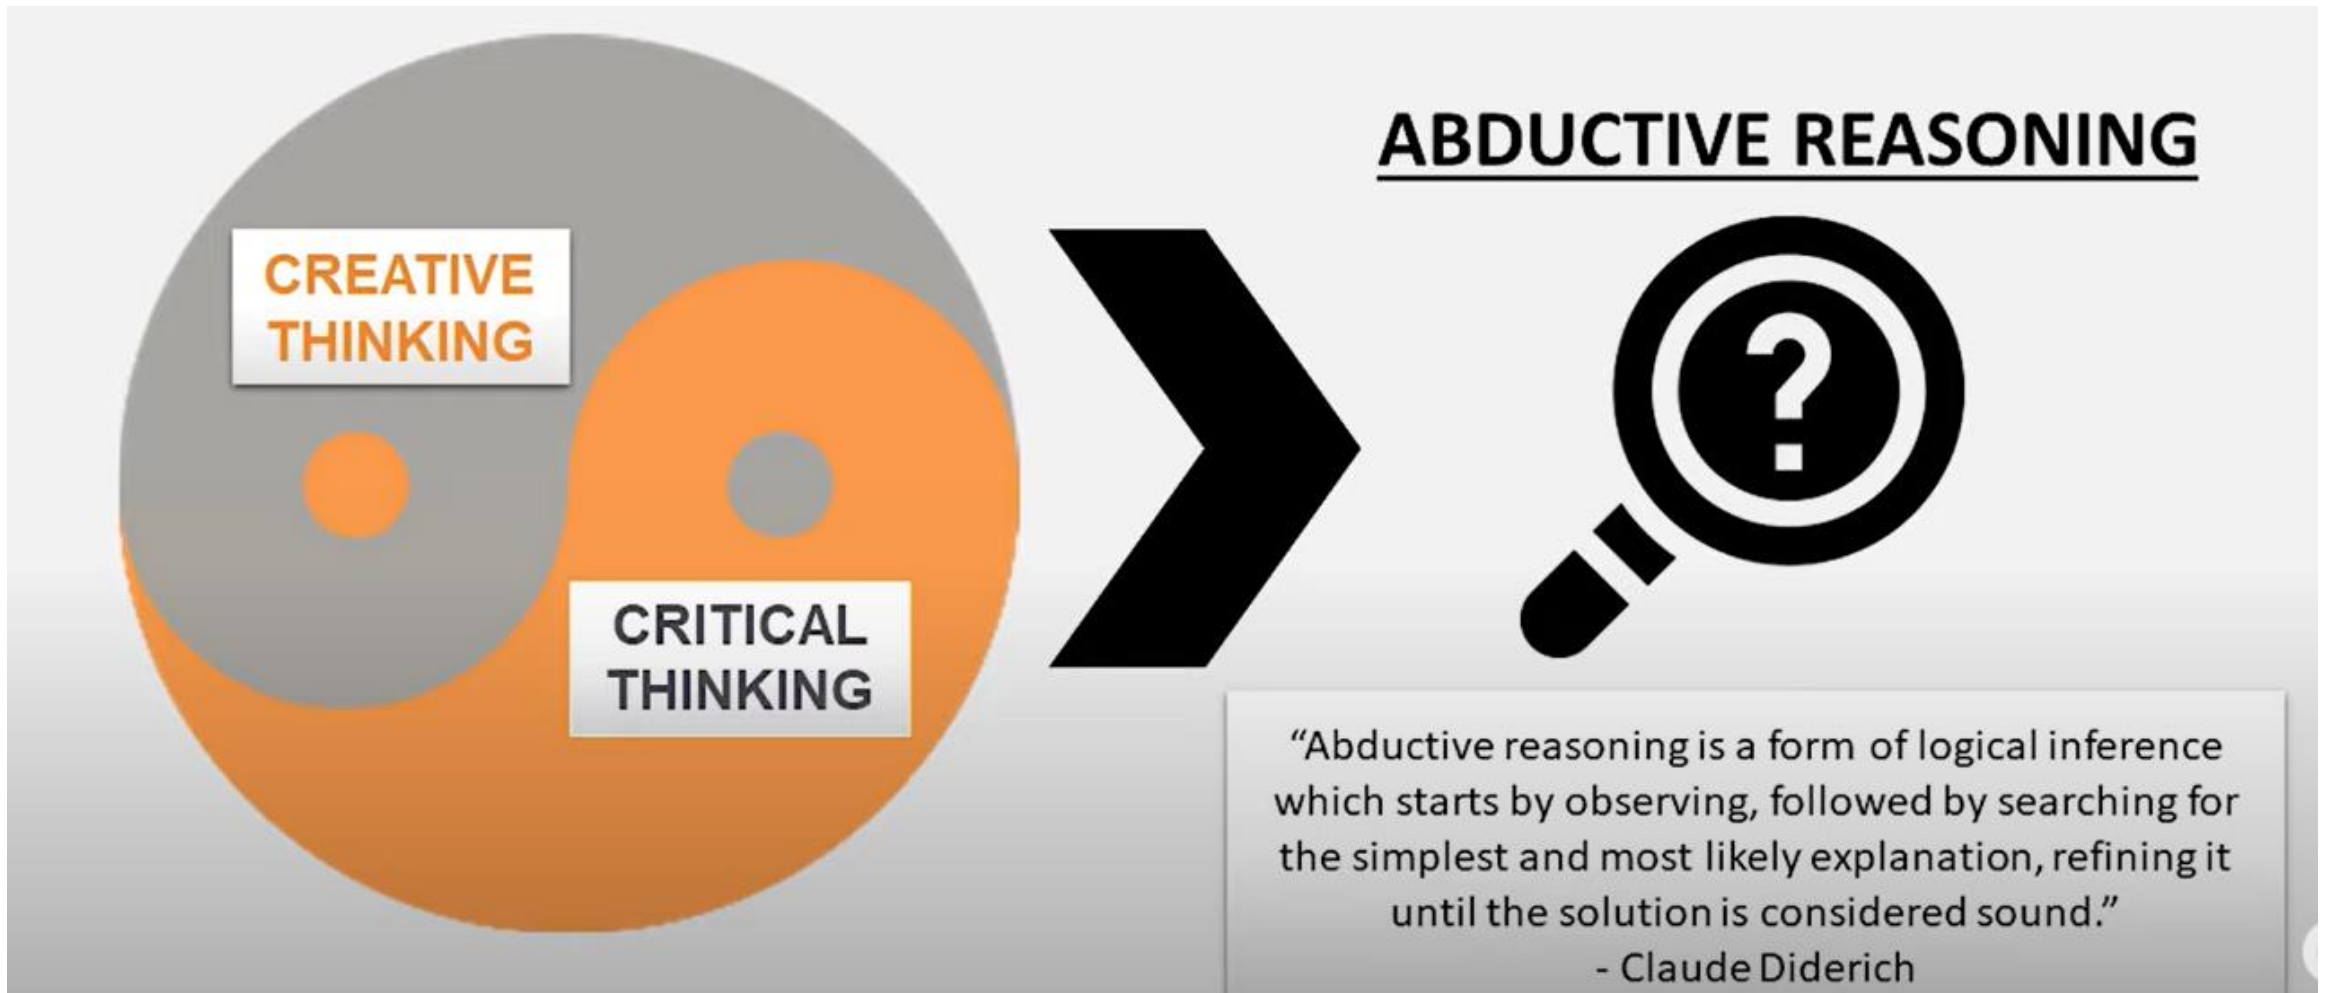 CREATIVE
THINKING
CRITICAL
THINKING
ABDUCTIVE REASONING
?
“Abductive reasoning is a form of logical inference
which starts by observing, followed by searching for
the simplest and most likely explanation, refining it
until the solution is considered sound.”
- Claude Diderich